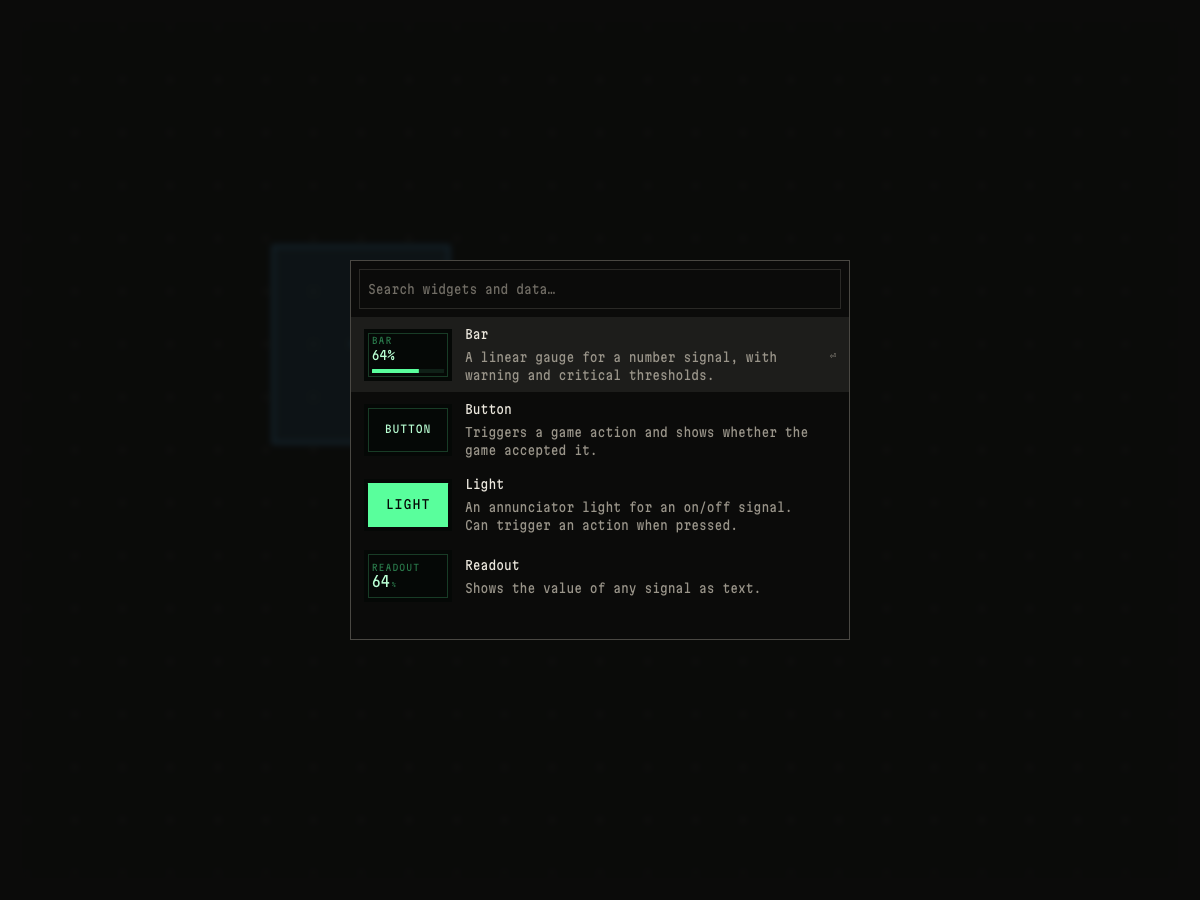 Search widgets and data…
BAR
64%
Bar
A linear gauge for a number signal, with
warning and critical thresholds.
⏎
BUTTON
Button
Triggers a game action and shows whether the
game accepted it.
LIGHT
Light
An annunciator light for an on/off signal.
Can trigger an action when pressed.
READOUT
64%
Readout
Shows the value of any signal as text.